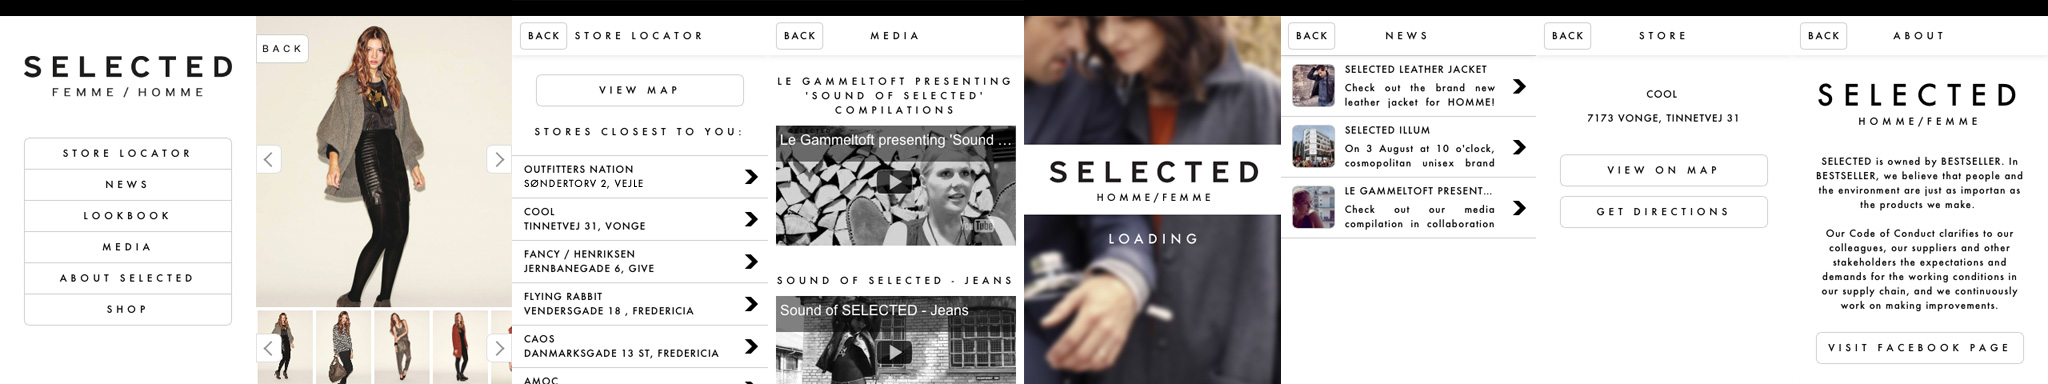 SELECTED
FEMME / HOMME
STORE LOCATOR
NEWS
LOOKBOOK
MEDIA
ABOUT SELECTED
SHOP
BACK
BACK
STORE LOCATOR
VIEW MAP
STORES CLOSEST TO YOU:
OUTFITTERS NATION
SØNDERTORV 2, VEJLE
COOL
TINNETVEJ 31, VONGE
FANCY / HENRIKSEN
JERNBANEGADE 6, GIVE
FLYING RABBIT
VENDERSGADE 18 , FREDERICIA
CAOS
DANMARKSGADE 13 ST, FREDERICIA
AMOC
BACK
MEDIA
LE GAMMELTOFT PRESENTING
'SOUND OF SELECTED'
COMPILATIONS
Le Gammeltoft presenting 'Sound ...
YouTube
SOUND OF SELECTED - JEANS
Sound of SELECTED - Jeans
SELECTED
HOMME/FEMME
LOADING
BACK
NEWS
SELECTED LEATHER JACKET
Check out the brand new
leather jacket for HOMME!
SELECTED ILLUM
On 3 August at 10 o'clock,
cosmopolitan unisex brand
LE GAMMELTOFT PRESENT...
Check out our media
compilation in collaboration
BACK
STORE
COOL
7173 VONGE, TINNETVEJ 31
VIEW ON MAP
GET DIRECTIONS
BACK
ABOUT
SELECTED
HOMME/FEMME
SELECTED is owned by BESTSELLER. In
BESTSELLER, we believe that people and
the environment are just as importan as
the products we make.
Our Code of Conduct clarifies to our
colleagues, our suppliers and other
stakeholders the expectations and
demands for the working conditions in
our supply chain, and we continuously
work on making improvements.
VISIT FACEBOOK PAGE